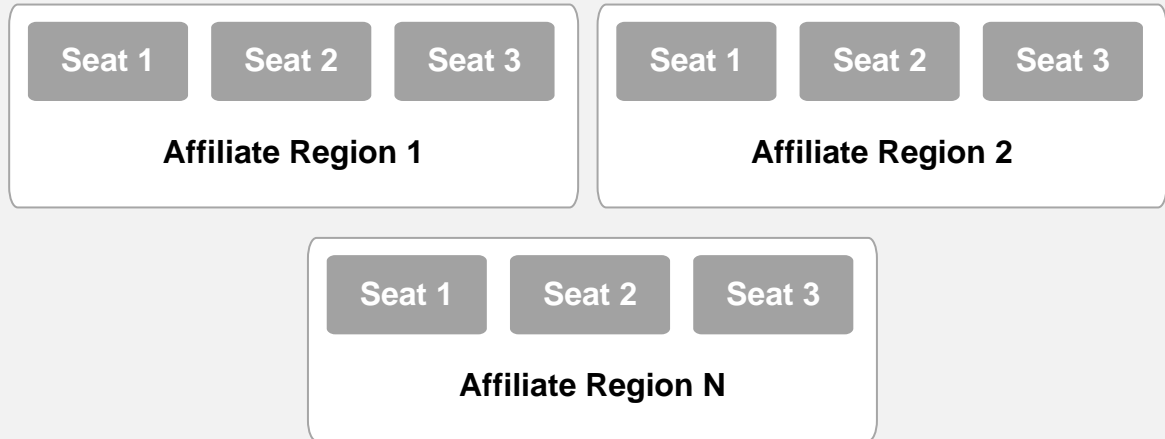 Seat 1 Seat 2 Seat 3
Affiliate Region 1
Seat 1 Seat 2 Seat 3
Affiliate Region 2
Seat 1 Seat 2 Seat 3
Affiliate Region N